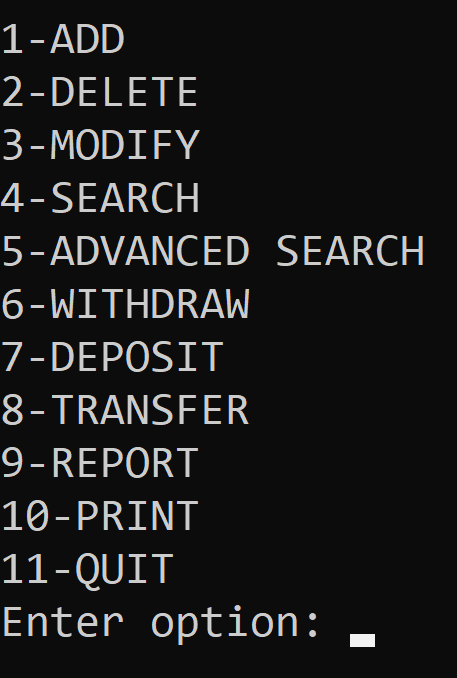 1-ADD
2-DELETE
3-MODIFY
4-SEARCH
5-ADVANCED SEARCH
6-WITHDRAW
7-DEPOSIT
8-TRANSFER
9-REPORT
10-PRINT
11-QUIT
Enter option: